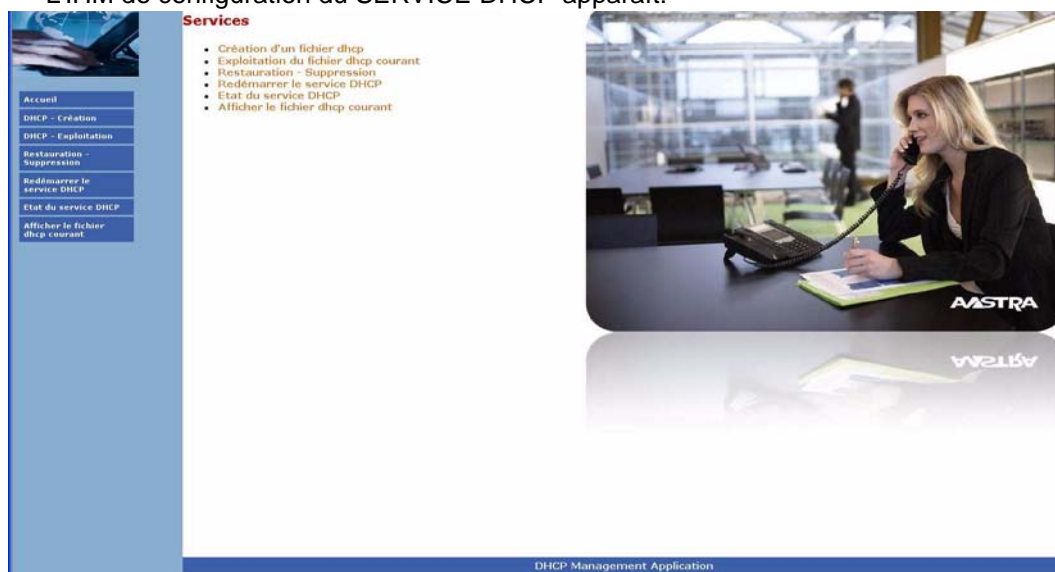 L'IHM de configuration du SERVICE DHCP apparaît.
Services
Création d'un fichier dhcp
Exploitation du fichier dhcp courant
Restauration - Suppression
Redémarrer le service DHCP
Etat du service DHCP
Afficher le fichier dhcp courant
Accueil
DHCP - Création
DHCP - Exploitation
Restauration -
Suppression
Redémarrer le
service DHCP
Etat du service DHCP
Afficher le fichier
dhcp courant
AASTRA
DHCP Management Application